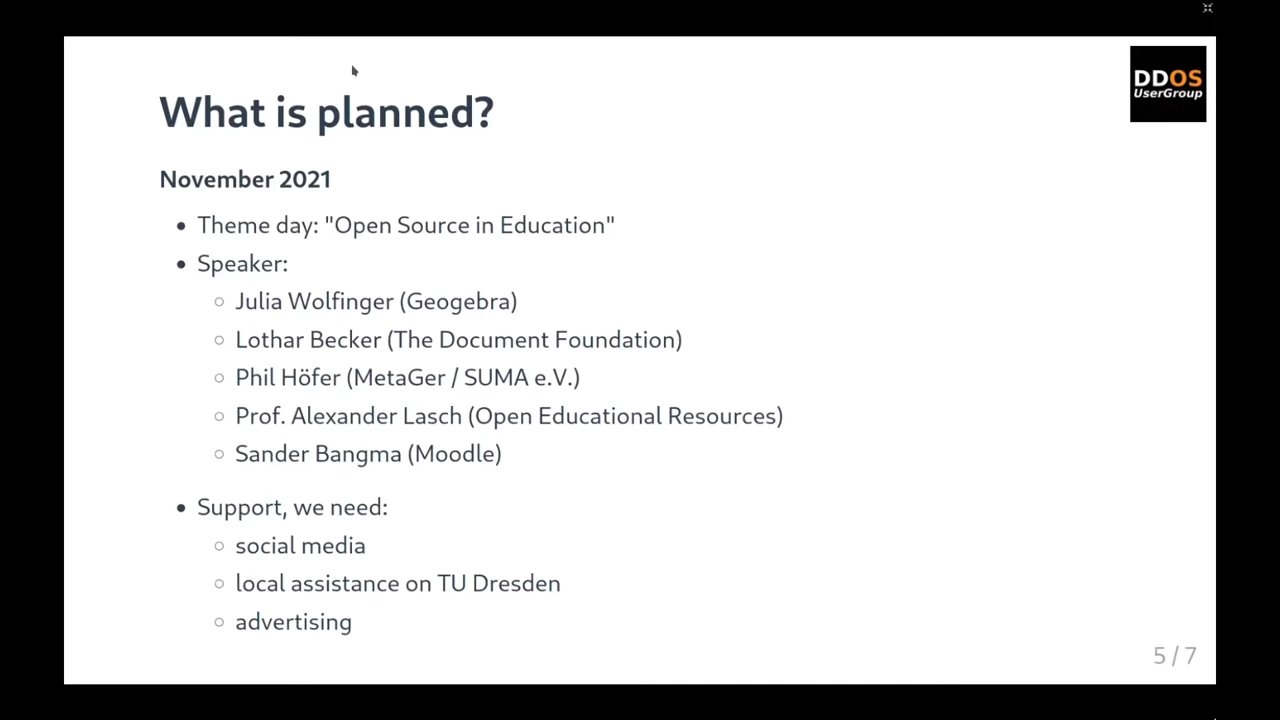 DDOS
UserGroup
What is planned?
November 2021
• Theme day: "Open Source in Education"
• Speaker:
○ Julia Wolfinger (Geogebra)
○ Lothar Becker (The Document Foundation)
○ Phil Höfer (MetaGer / SUMA e.V.)
○ Prof. Alexander Lasch (Open Educational Resources)
○ Sander Bangma (Moodle)
• Support, we need:
○ social media
○ local assistance on TU Dresden
○ advertising
5 / 7